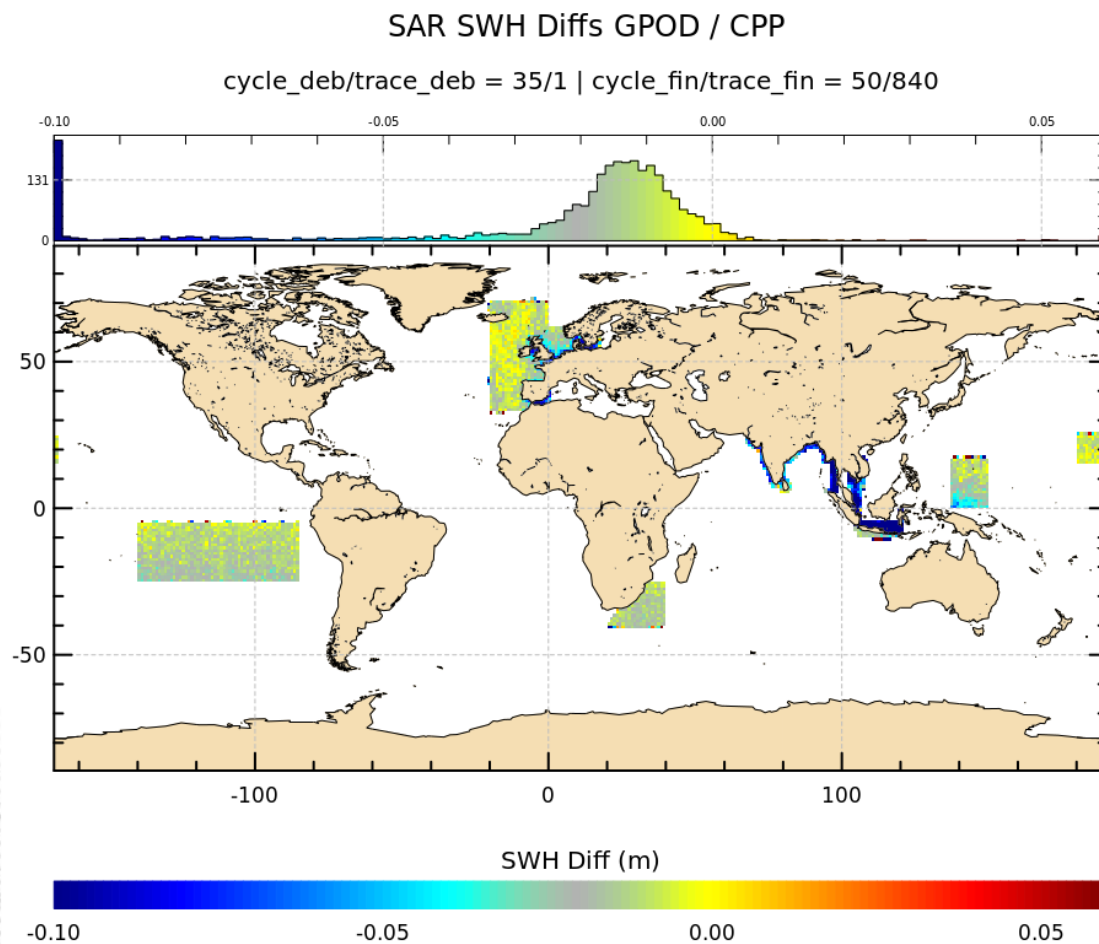 SAR SWH Diffs GPOD / CPP
cycle_deb/trace_deb = 35/1 | cycle_fin/trace_fin = 50/840
-0.10 -0.05 0.00 0.05
131
0
50
0
-50
-100 0 100
SWH Diff (m)
-0.10 -0.05 0.00 0.05